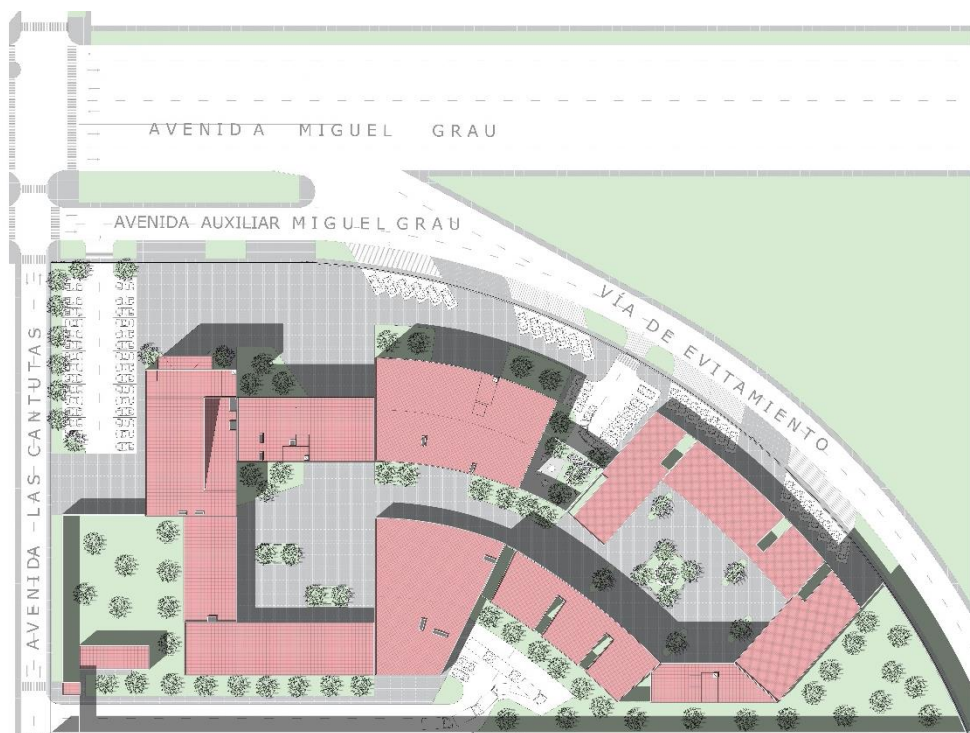 AVENIDA MIGUEL GRAU
AVENIDA AUXILIAR MIGUEL GRAU
VÍA DE EVITAMIENTO
AVENIDA LAS CANTUTAS